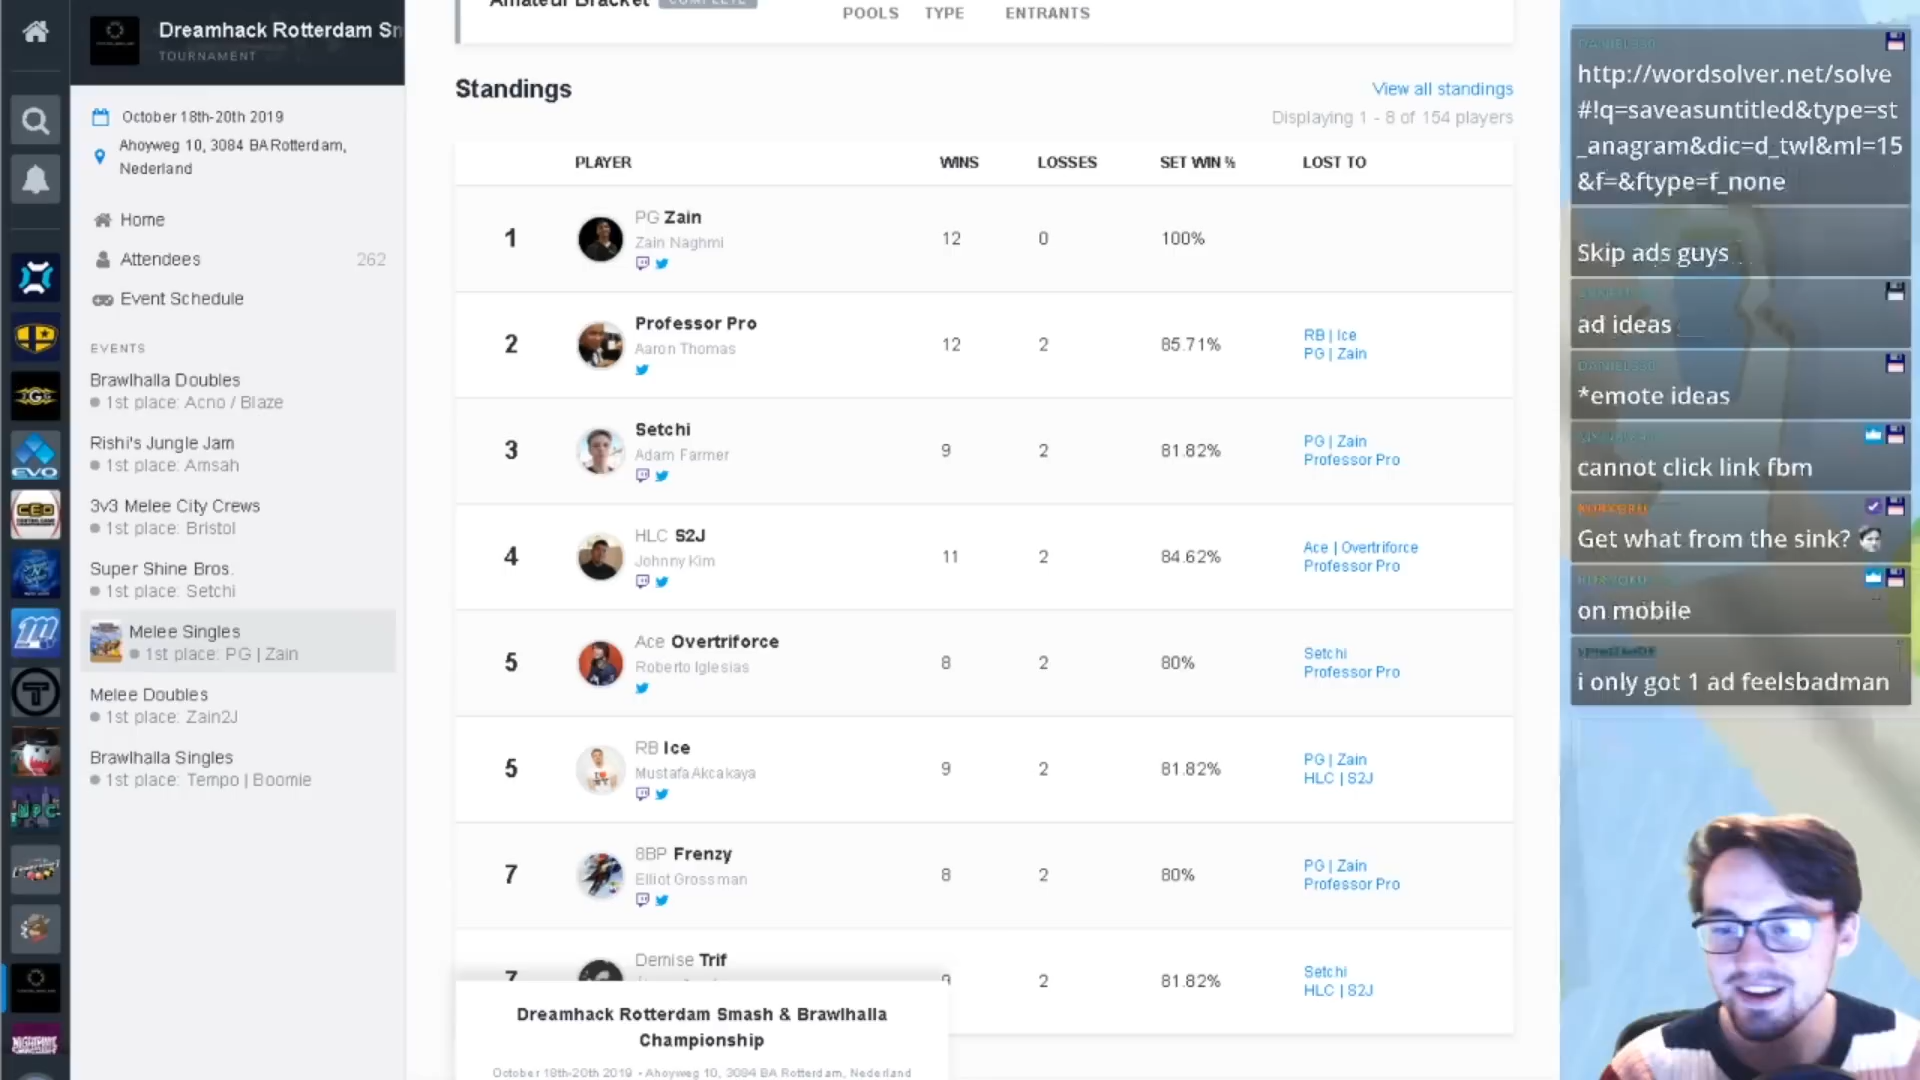 Dreamhack Rotterdam Sm
TOURNAMENT
October 18th-20th 2019
Ahoyweg 10, 3084 BA Rotterdam,
Nederland
Home
Attendees 262
Event Schedule
EVENTS
Brawlhalla Doubles
1st place: Acno / Blaze
Rishi's Jungle Jam
1st place: Amsah
3v3 Melee City Crews
1st place: Bristol
Super Shine Bros.
1st place: Setchi
Melee Singles
1st place: PG | Zain
Melee Doubles
1st place: Zain2J
Brawlhalla Singles
1st place: Tempo | Boomie
EVO
CEO
NPC
Amateur Bracket COMPLETE
POOLS TYPE ENTRANTS
Standings
View all standings
Displaying 1 - 8 of 154 players
PLAYER WINS LOSSES SET WIN % LOST TO
1 PG Zain 12 0 100%
Zain Naghmi
2 Professor Pro 12 2 85.71% RB | Ice
Aaron Thomas PG | Zain
3 Setchi 9 2 81.82% PG | Zain
Adam Farmer Professor Pro
4 HLC S2J 11 2 84.62% Ace | Overtriforce
Johnny Kim Professor Pro
5 Ace Overtriforce 8 2 80% Setchi
Roberto Iglesias Professor Pro
5 RB Ice 9 2 81.82% PG | Zain
Mustafa Akcakaya HLC | S2J
7 8BP Frenzy 8 2 80% PG | Zain
Elliot Grossman Professor Pro
7 Demise Trif 9 2 81.82% Setchi
HLC | S2J
Dreamhack Rotterdam Smash & Brawlhalla
Championship
October 18th-20th 2019 • Ahoyweg 10, 3084 BA Rotterdam, Nederland
http://wordsolver.net/solve
#!q=saveasuntitled&type=st
_anagram&dic=d_twl&ml=15
&f=&ftype=f_none
Skip ads guys
ad ideas
*emote ideas
cannot click link fbm
Get what from the sink?
on mobile
i only got 1 ad feelsbadman